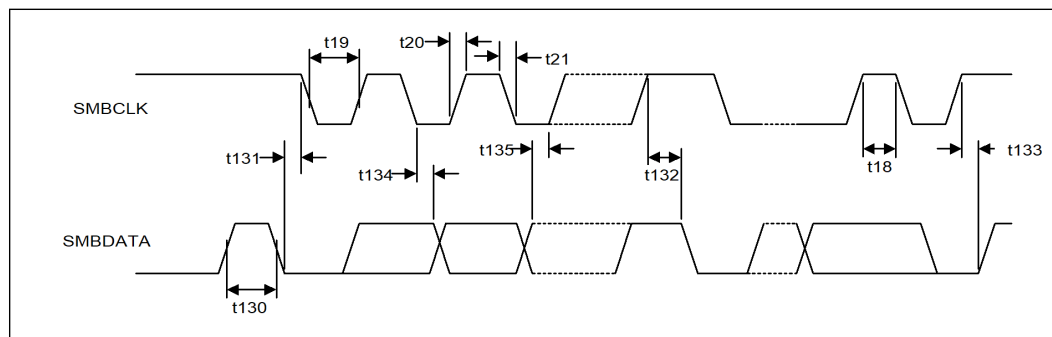 t19
t20
t21
SMBCLK
t131
t135
t134
t132
t18
t133
SMBDATA
t130